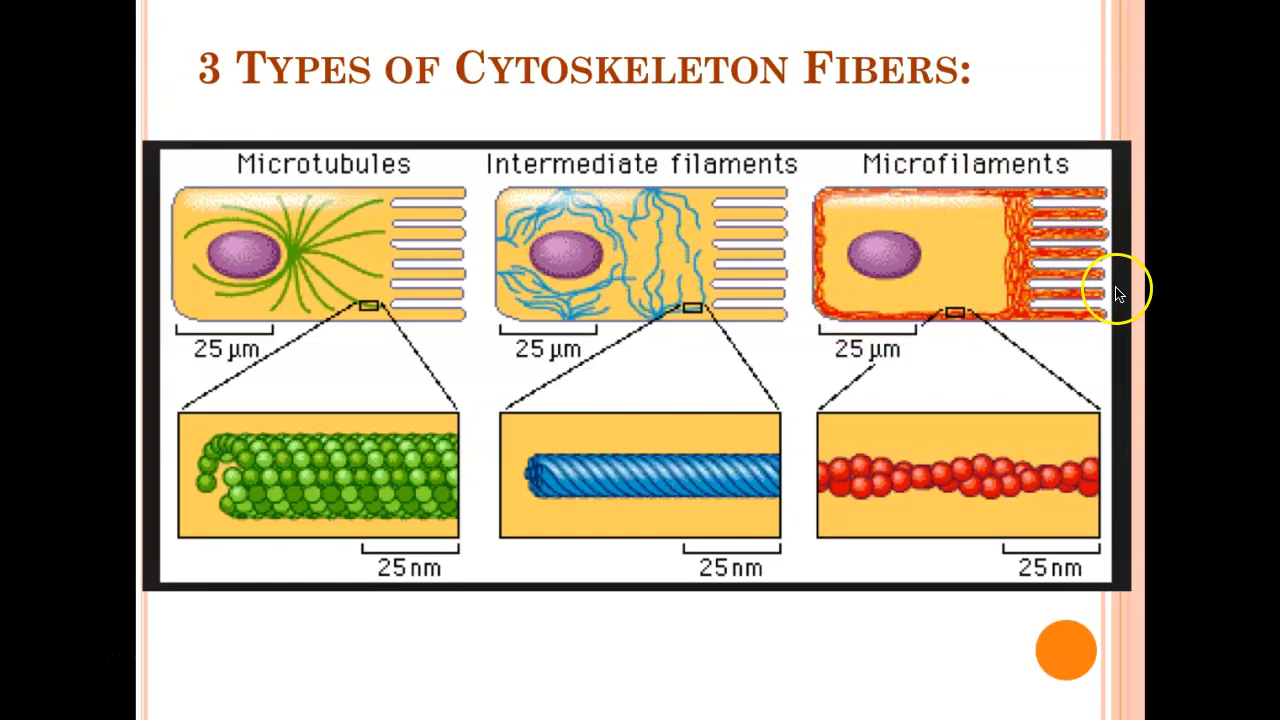 3 TYPES OF CYTOSKELETON FIBERS:
Microtubules
Intermediate filaments
Microfilaments
25 µm
25 µm
25 µm
25nm
25nm
25nm